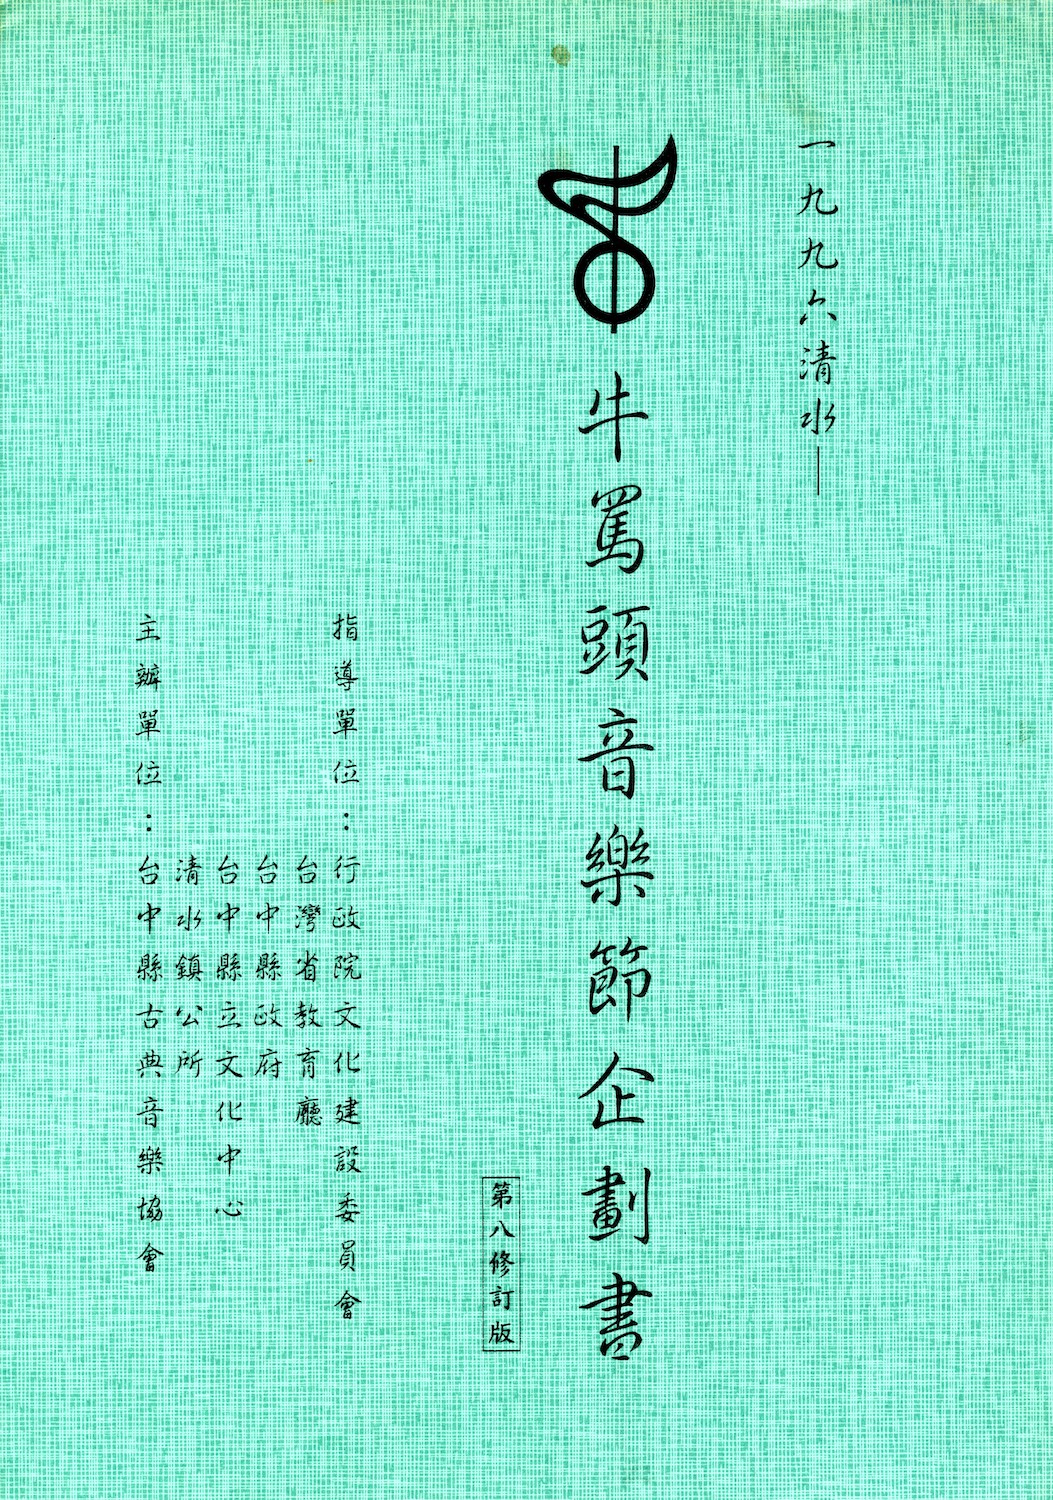 一九九六清水—
牛罵頭音樂節企劃書
第八修訂版
指導單位：行政院文化建設委員會
台灣省教育廳
台中縣政府
台中縣立文化中心
清水鎮公所
主辦單位：台中縣古典音樂協會